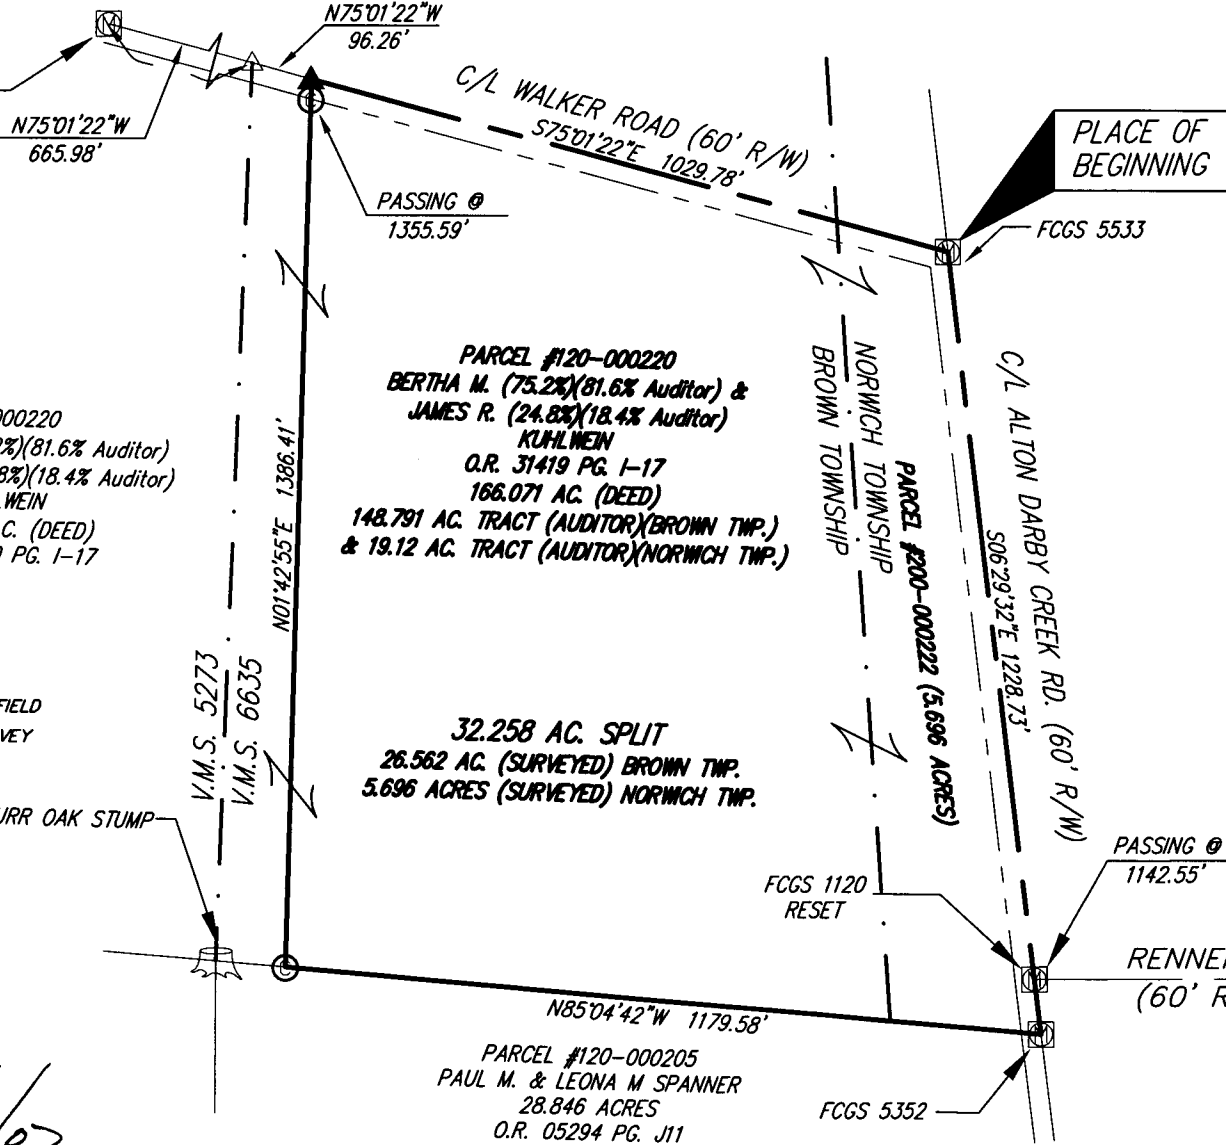 N75°01'22"W
96.26'
N75°01'22"W
665.98'
C/L WALKER ROAD (60' R/W)
S75°01'22"E 1029.78'
PLACE OF
BEGINNING
PASSING @
1355.59'
FCGS 5533
PARCEL #120-000220
BERTHA M. (75.2%)(81.6% Auditor) &
JAMES R. (24.8%)(18.4% Auditor)
KUHLWEIN
O.R. 31419 PG. I-17
166.071 AC. (DEED)
148.791 AC. TRACT (AUDITOR)(BROWN TWP.)
& 19.12 AC. TRACT (AUDITOR)(NORWICH TWP.)
NORWICH TOWNSHIP
BROWN TOWNSHIP
PARCEL #200-000222 (5.696 ACRES)
C/L ALTON DARBY CREEK RD. (60' R/W)
S06°29'32"E 1228.73'
000220
2%)(81.6% Auditor)
8%)(18.4% Auditor)
WEIN
C. (DEED)
PG. I-17
N01°42'55"E 1386.41'
V.M.S. 5273
V.M.S. 6635
FIELD
VEY
32.258 AC. SPLIT
26.562 AC. (SURVEYED) BROWN TWP.
5.696 ACRES (SURVEYED) NORWICH TWP.
URR OAK STUMP
PASSING @
1142.55'
FCGS 1120
RESET
RENNER
(60' R
N85°04'42"W 1179.58'
PARCEL #120-000205
PAUL M. & LEONA M SPANNER
28.846 ACRES
O.R. 05294 PG. J11
FCGS 5352